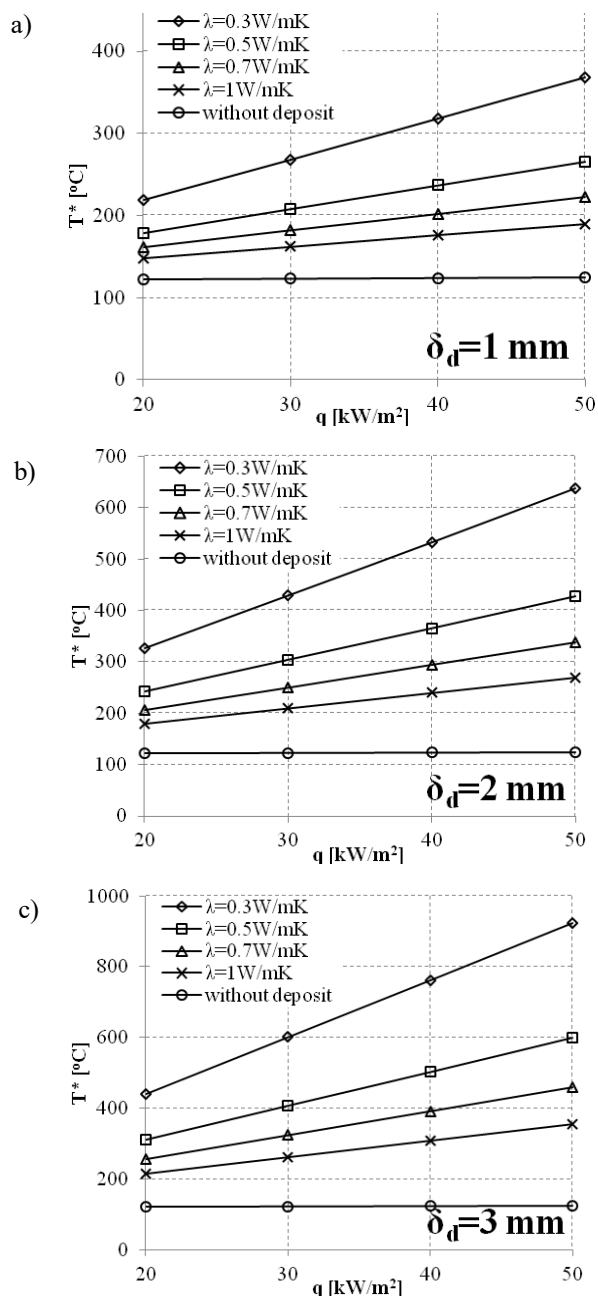 a)
400
300
200
100
0
T* [°C]
λ=0.3W/mK
λ=0.5W/mK
λ=0.7W/mK
λ=1W/mK
without deposit
δd=1 mm
20 30 40 50
q [kW/m²]
b)
700
600
500
400
300
200
100
0
T* [°C]
λ=0.3W/mK
λ=0.5W/mK
λ=0.7W/mK
λ=1W/mK
without deposit
δd=2 mm
20 30 40 50
q [kW/m²]
c)
1000
800
600
400
200
0
T* [°C]
λ=0.3W/mK
λ=0.5W/mK
λ=0.7W/mK
λ=1W/mK
without deposit
δd=3 mm
20 30 40 50
q [kW/m²]